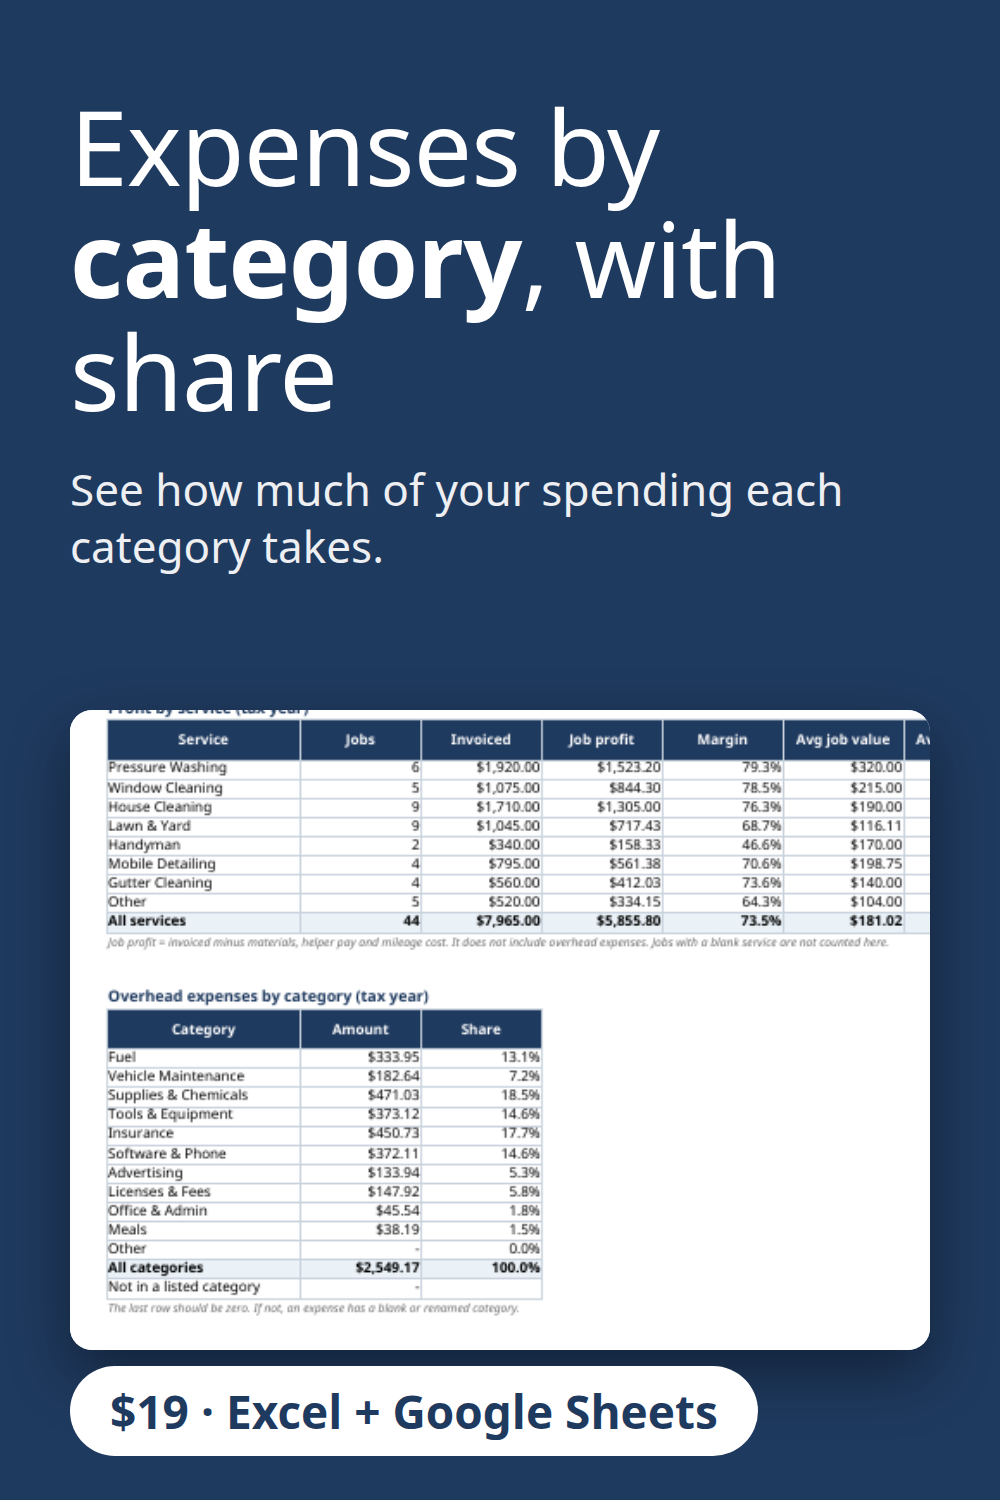 Expenses by
category, with
share
See how much of your spending each
category takes.
Profit by service (tax year)
Service Jobs Invoiced Job profit Margin Avg job value
Pressure Washing 6 $1,920.00 $1,523.20 79.3% $320.00
Window Cleaning 5 $1,075.00 $844.30 78.5% $215.00
House Cleaning 9 $1,710.00 $1,305.00 76.3% $190.00
Lawn & Yard 9 $1,045.00 $717.43 68.7% $116.11
Handyman 2 $340.00 $158.33 46.6% $170.00
Mobile Detailing 4 $795.00 $561.38 70.6% $198.75
Gutter Cleaning 4 $560.00 $412.03 73.6% $140.00
Other 5 $520.00 $334.15 64.3% $104.00
All services 44 $7,965.00 $5,855.80 73.5% $181.02
Job profit = invoiced minus materials, helper pay and mileage cost. It does not include overhead expenses. Jobs with a blank service are not counted here.
Overhead expenses by category (tax year)
Category Amount Share
Fuel $333.95 13.1%
Vehicle Maintenance $182.64 7.2%
Supplies & Chemicals $471.03 18.5%
Tools & Equipment $373.12 14.6%
Insurance $450.73 17.7%
Software & Phone $372.11 14.6%
Advertising $133.94 5.3%
Licenses & Fees $147.92 5.8%
Office & Admin $45.54 1.8%
Meals $38.19 1.5%
Other - 0.0%
All categories $2,549.17 100.0%
Not in a listed category -
The last row should be zero. If not, an expense has a blank or renamed category.
$19 · Excel + Google Sheets